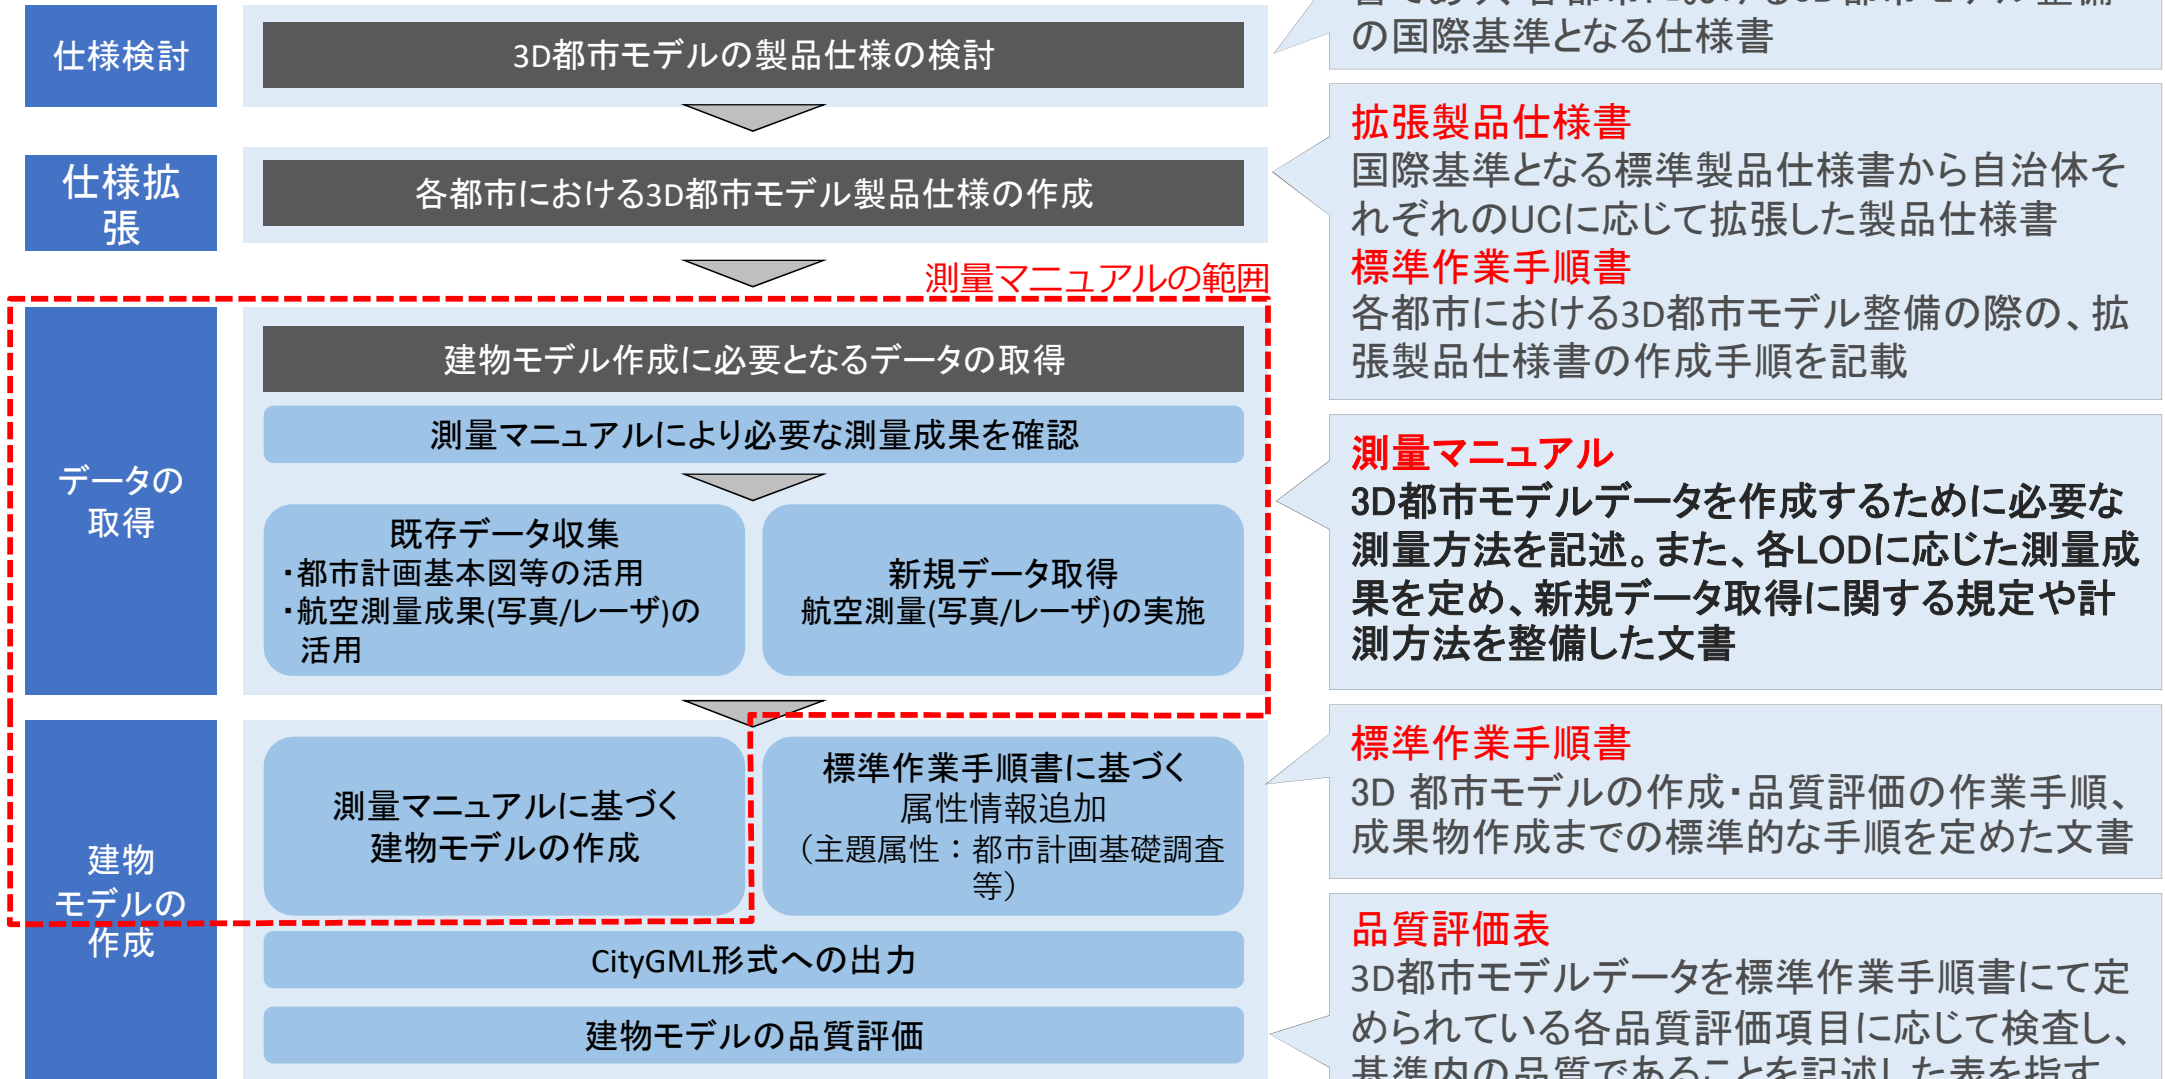 仕様検討
3D都市モデルの製品仕様の検討
の国際基準となる仕様書
仕様拡
張
各都市における3D都市モデル製品仕様の作成
拡張製品仕様書
国際基準となる標準製品仕様書から自治体そ
れぞれのUCに応じて拡張した製品仕様書
標準作業手順書
各都市における3D都市モデル整備の際の、拡
張製品仕様書の作成手順を記載
測量マニュアルの範囲
データの
取得
建物モデル作成に必要となるデータの取得
測量マニュアルにより必要な測量成果を確認
既存データ収集
・都市計画基本図等の活用
・航空測量成果(写真/レーザ)の
活用
新規データ取得
航空測量(写真/レーザ)の実施
測量マニュアル
3D都市モデルデータを作成するために必要な
測量方法を記述。また、各LODに応じた測量成
果を定め、新規データ取得に関する規定や計
測方法を整備した文書
建物
モデルの
作成
測量マニュアルに基づく
建物モデルの作成
標準作業手順書に基づく
属性情報追加
（主題属性：都市計画基礎調査
等）
CityGML形式への出力
建物モデルの品質評価
標準作業手順書
3D 都市モデルの作成・品質評価の作業手順、
成果物作成までの標準的な手順を定めた文書
品質評価表
3D都市モデルデータを標準作業手順書にて定
められている各品質評価項目に応じて検査し、
基準内の品質であることを記述した表を指す